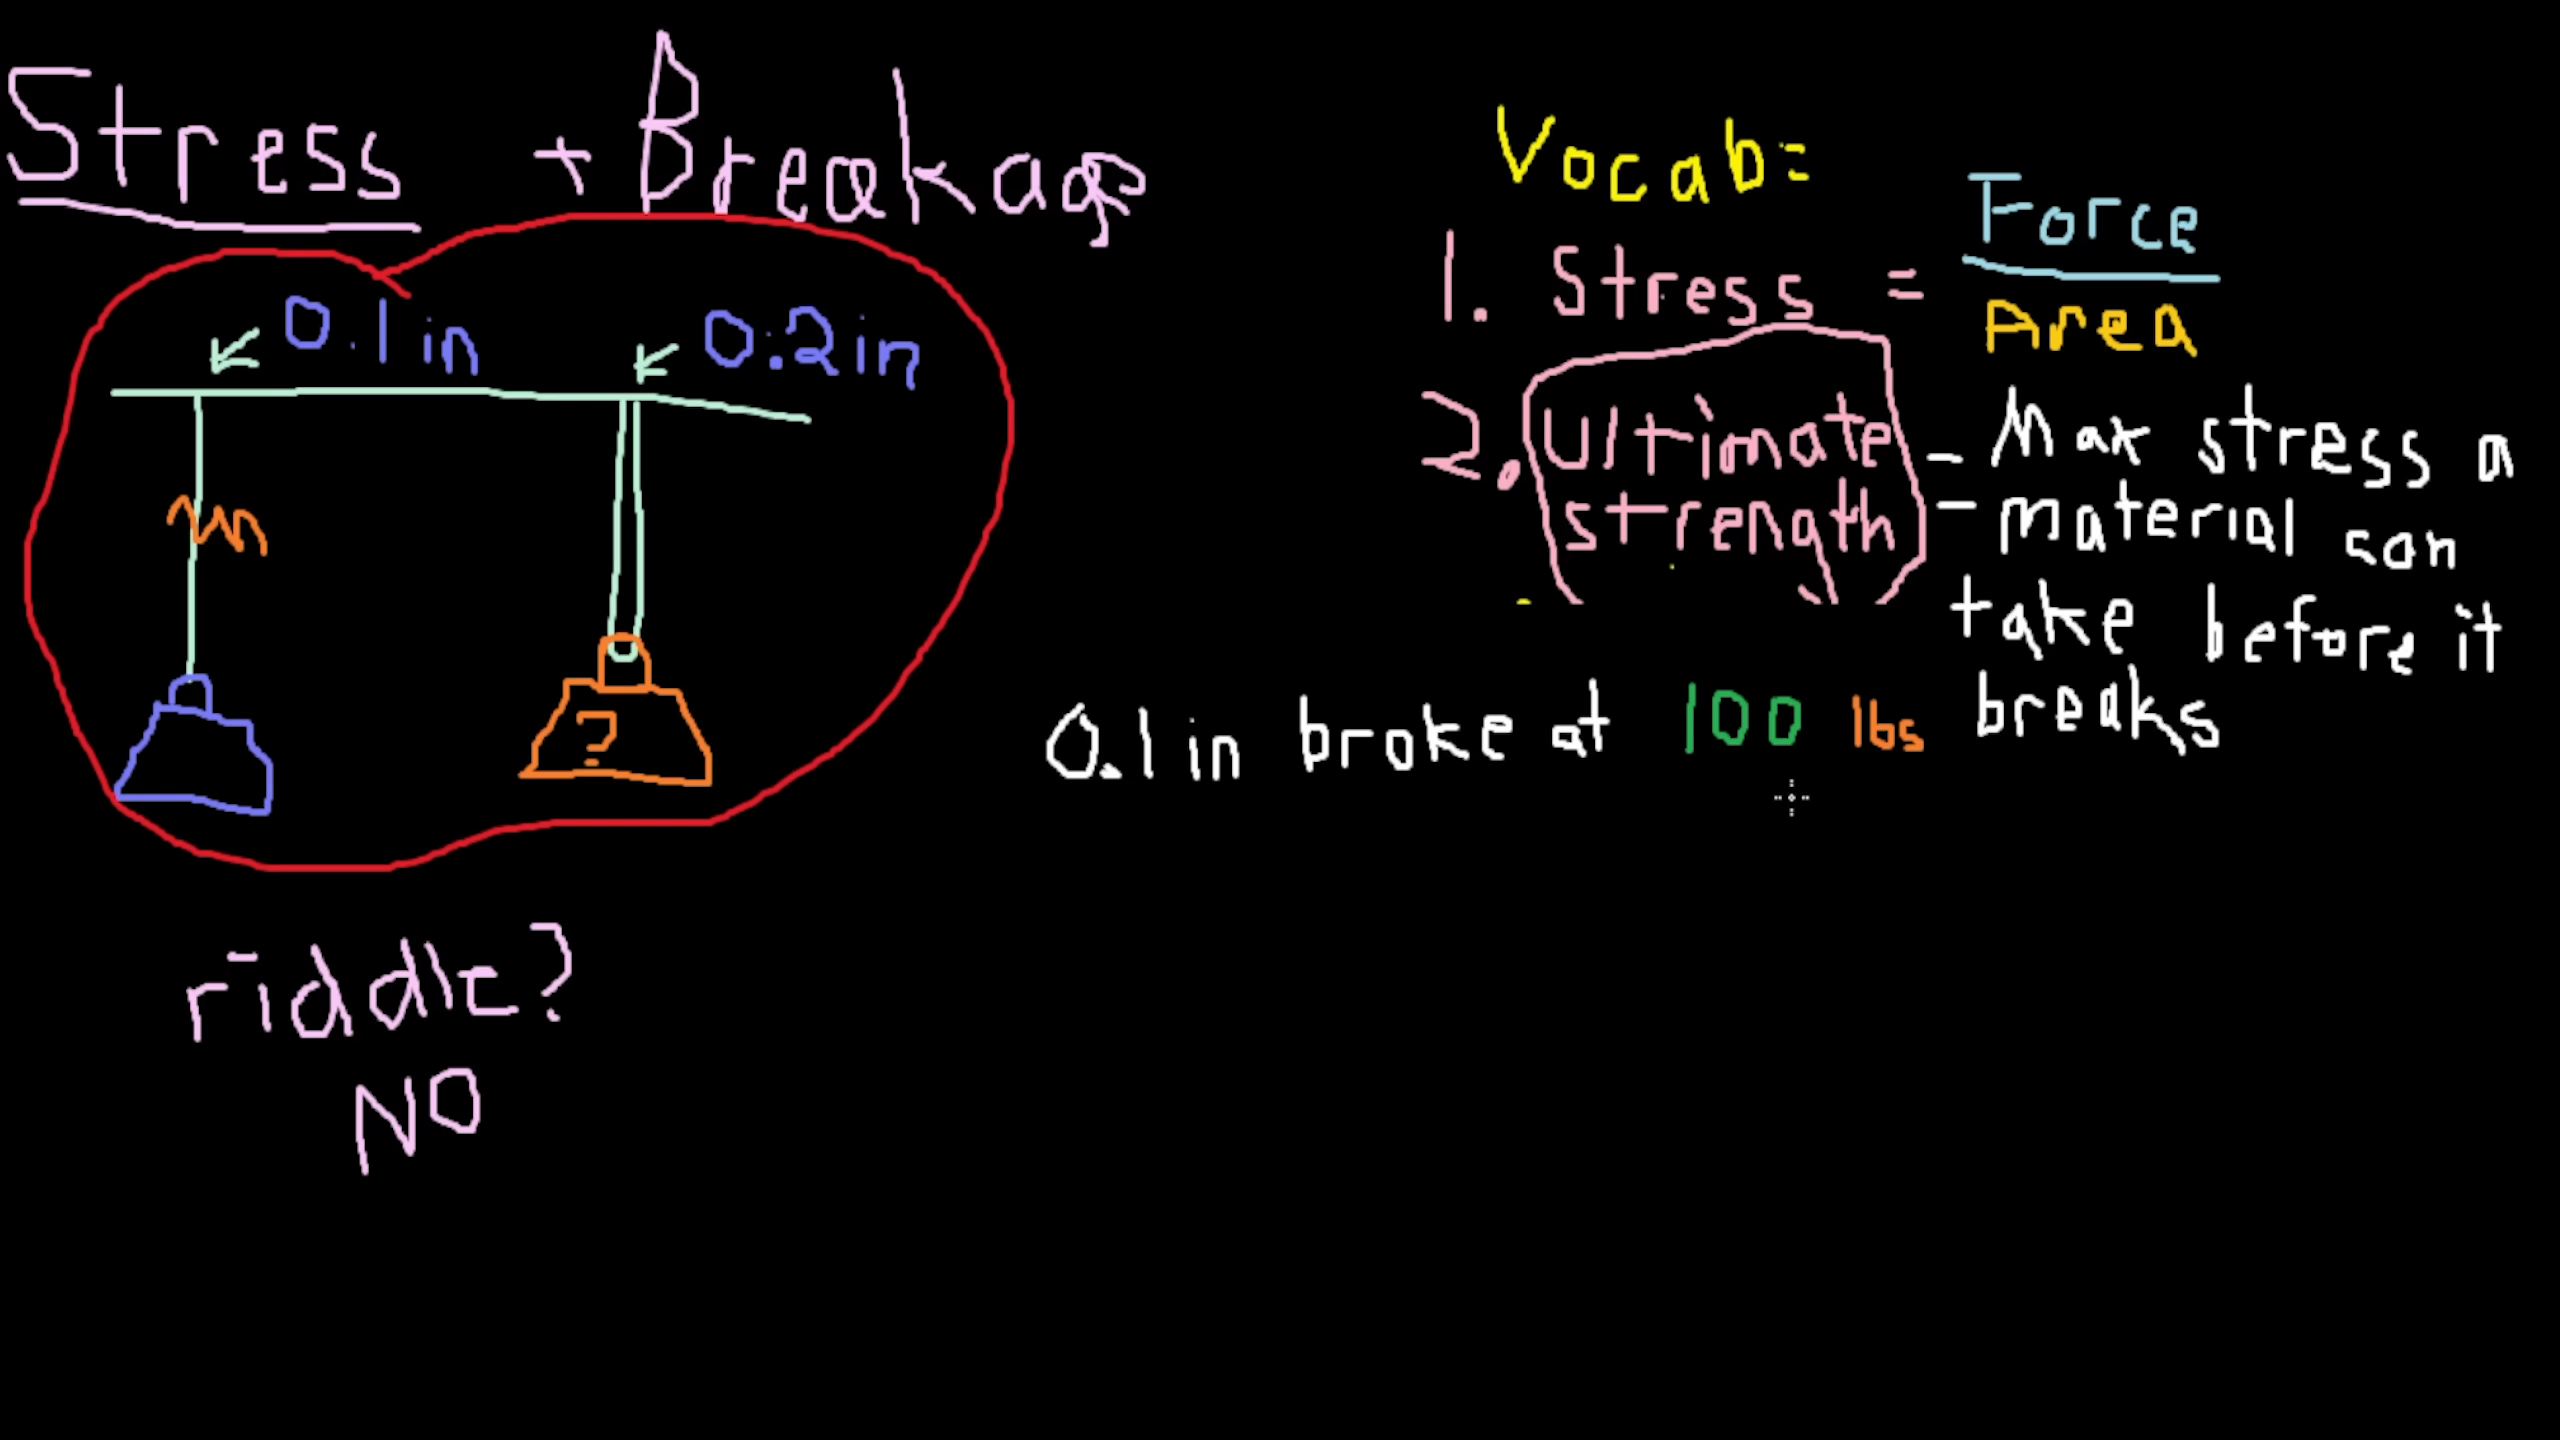 Stress + Breakage
0.1 in
0.2 in
?
riddle?
NO
Vocab:
1. Stress = Force
Area
2. Ultimate - Max stress a
strength - material can
take before it
breaks
0.1 in broke at 100 lbs